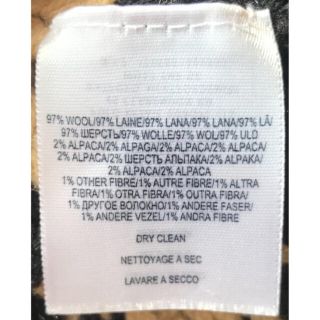 97% WOOL/97% LAINE/97% LANA/97% LANA/97% LÃ/
97% ШЕРСТЬ/97% WOLLE/97% WOL/97% ULD
2% ALPACA/2% ALPAGA/2% ALPACA/2% ALPACA/
2% ALPACA/2% ШЕРСТЬ АЛЬПАКА/2% ALPAKA/
2% ALPACA/2% ALPACA
1% OTHER FIBRE/1% AUTRE FIBRE/1% ALTRA
FIBRA/1% OTRA FIBRA/1% OUTRA FIBRA/
1% ДРУГОЕ ВОЛОКНО/1% ANDERE FASER/
1% ANDERE VEZEL/1% ANDRA FIBRE
DRY CLEAN
NETTOYAGE A SEC
LAVARE A SECCO